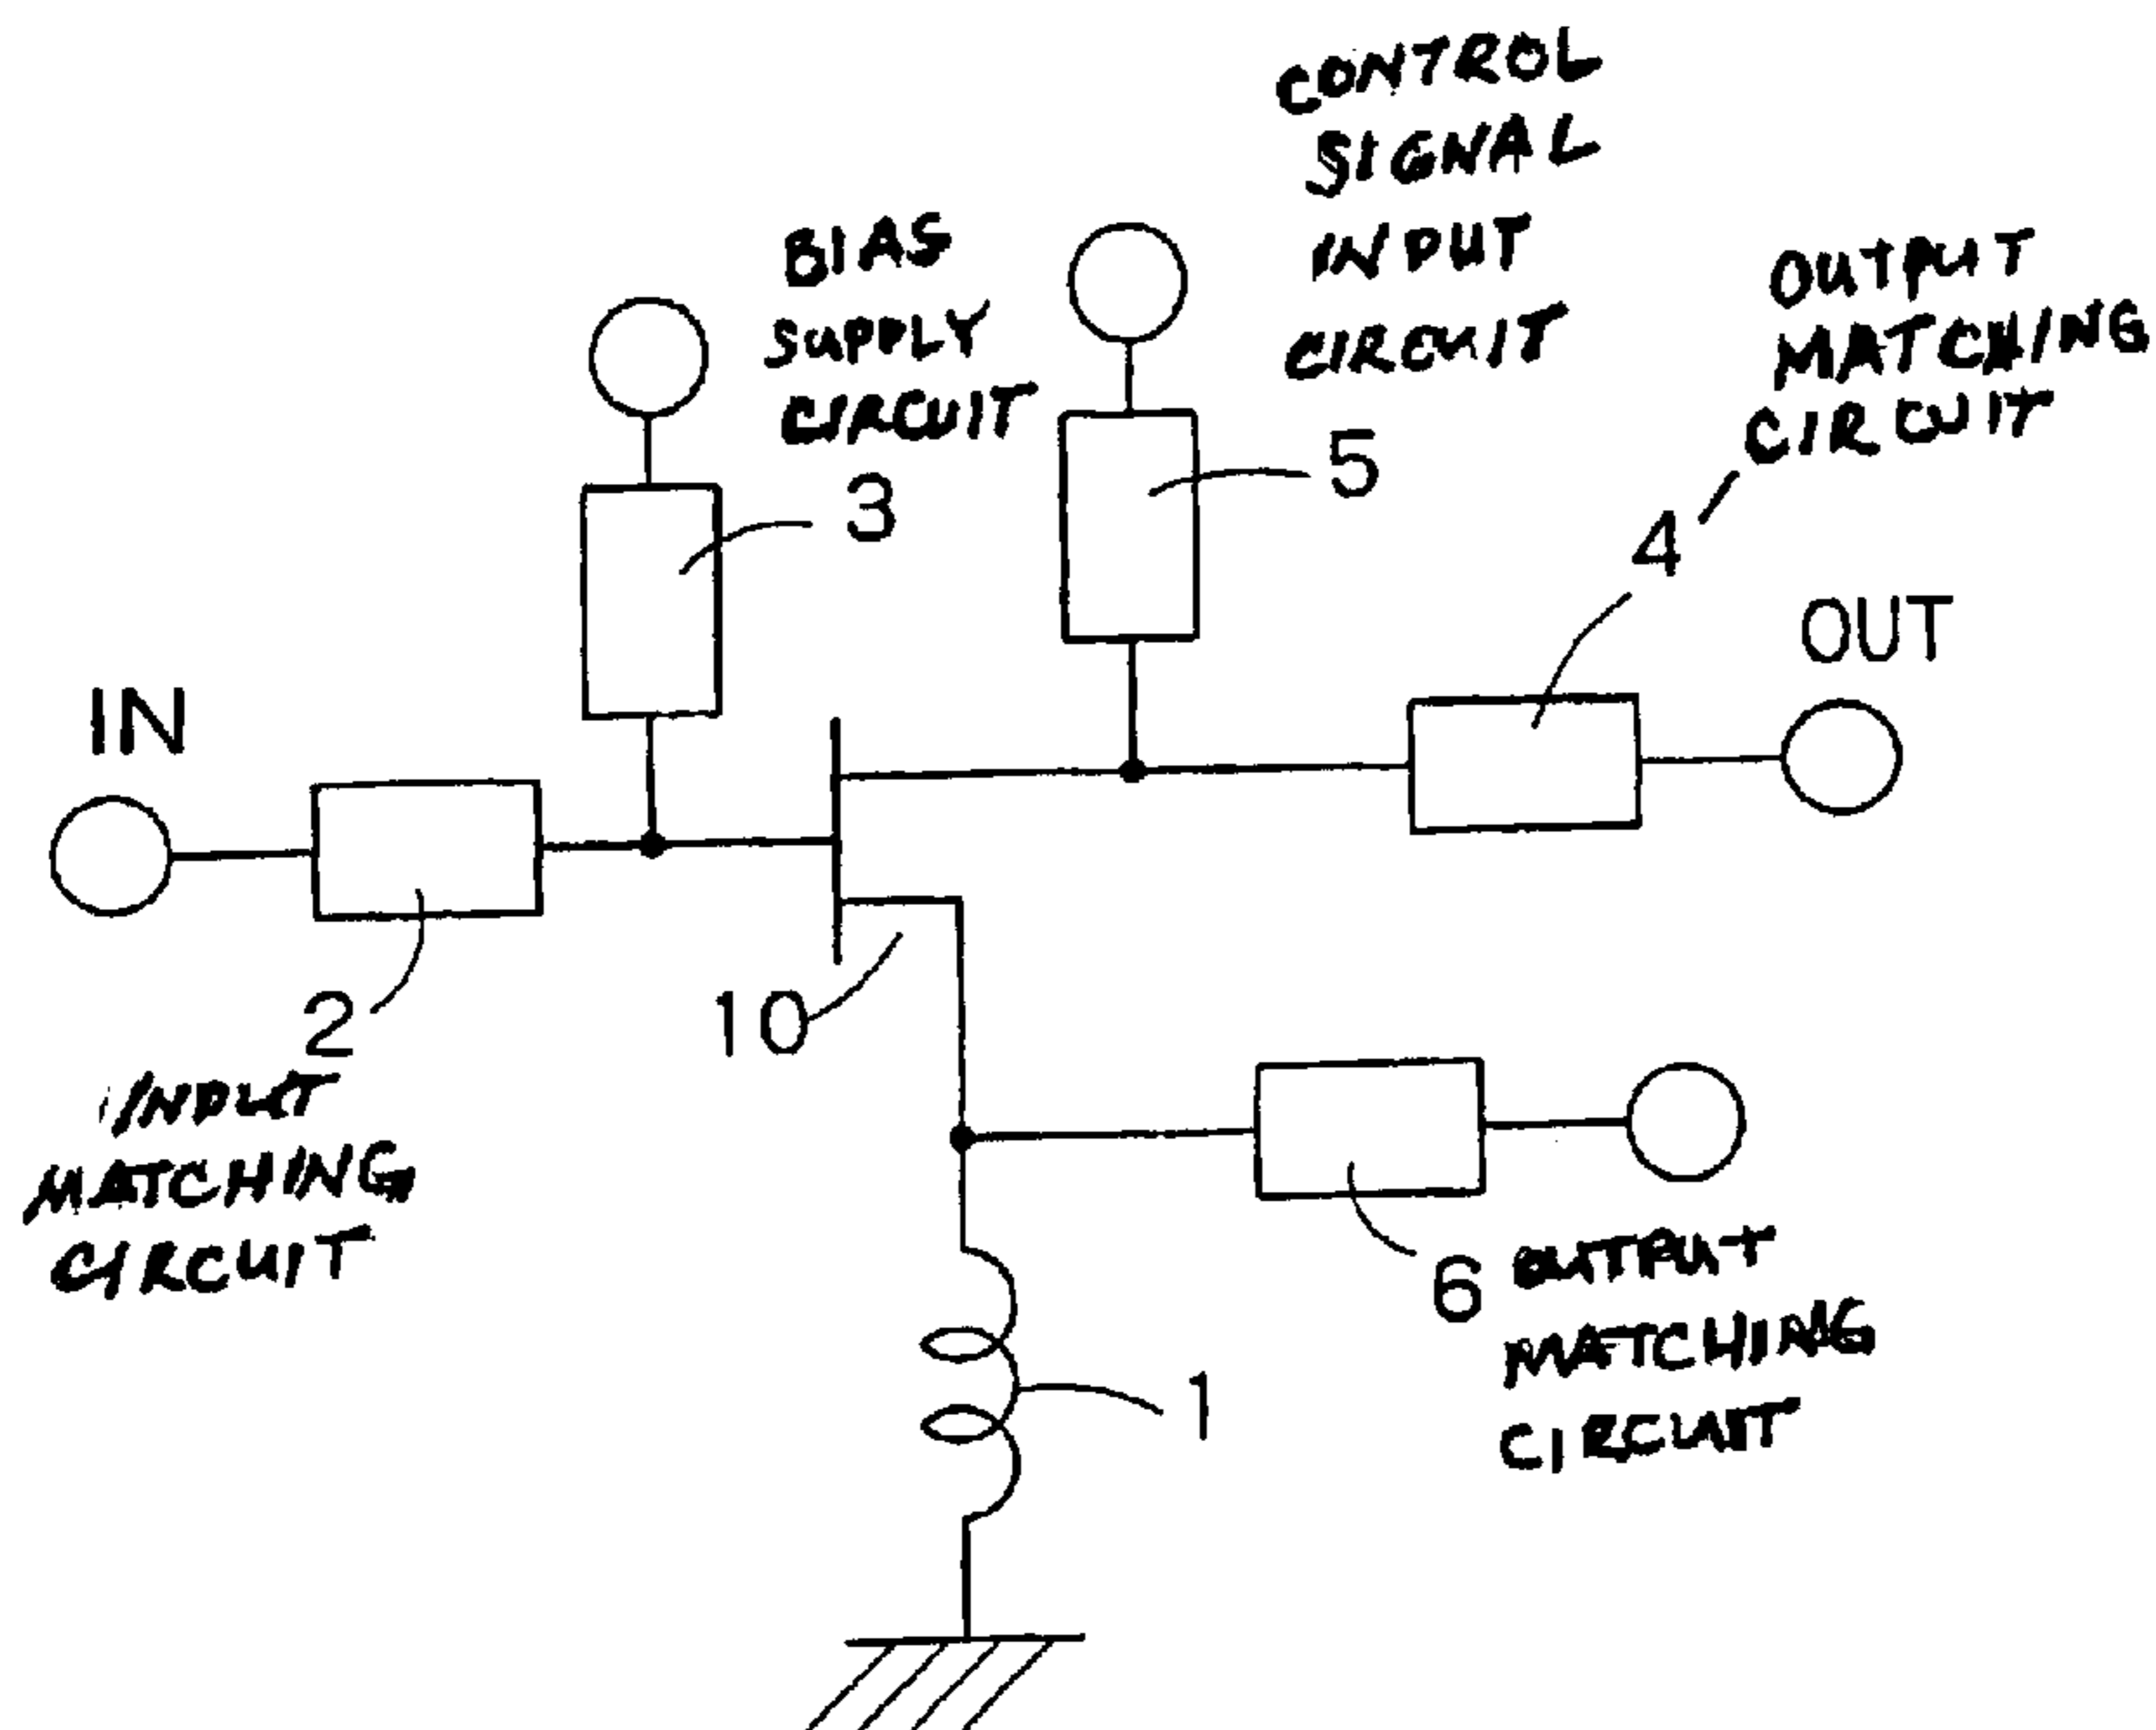 CONTROL
SIGNAL
INPUT
CIRCUIT
BIAS
SUPPLY
CIRCUIT
3
5
OUTPUT
MATCHING
CIRCUIT
4
OUT
IN
2
INPUT
MATCHING
CIRCUIT
10
6 OUTPUT
MATCHING
CIRCUIT
1